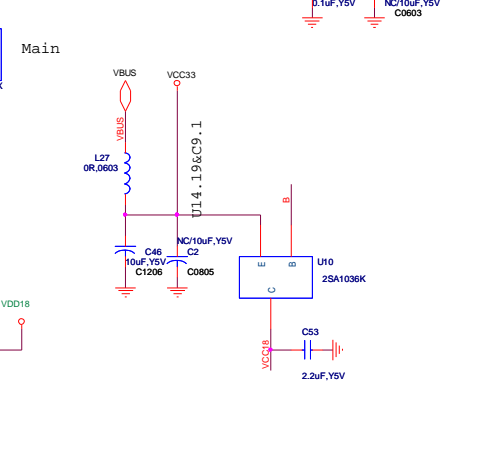 0.1uF,Y5V
NC/10uF,Y5V
C0603
Main
VBUS
VCC33
VBUS
U14.19&C9.1
L27
0R,0603
B
NC/10uF,Y5V
C46
C2
10uF,Y5V
C1206
C0805
E
B
C
U10
2SA1036K
VDD18
C53
VCC18
2.2uF,Y5V